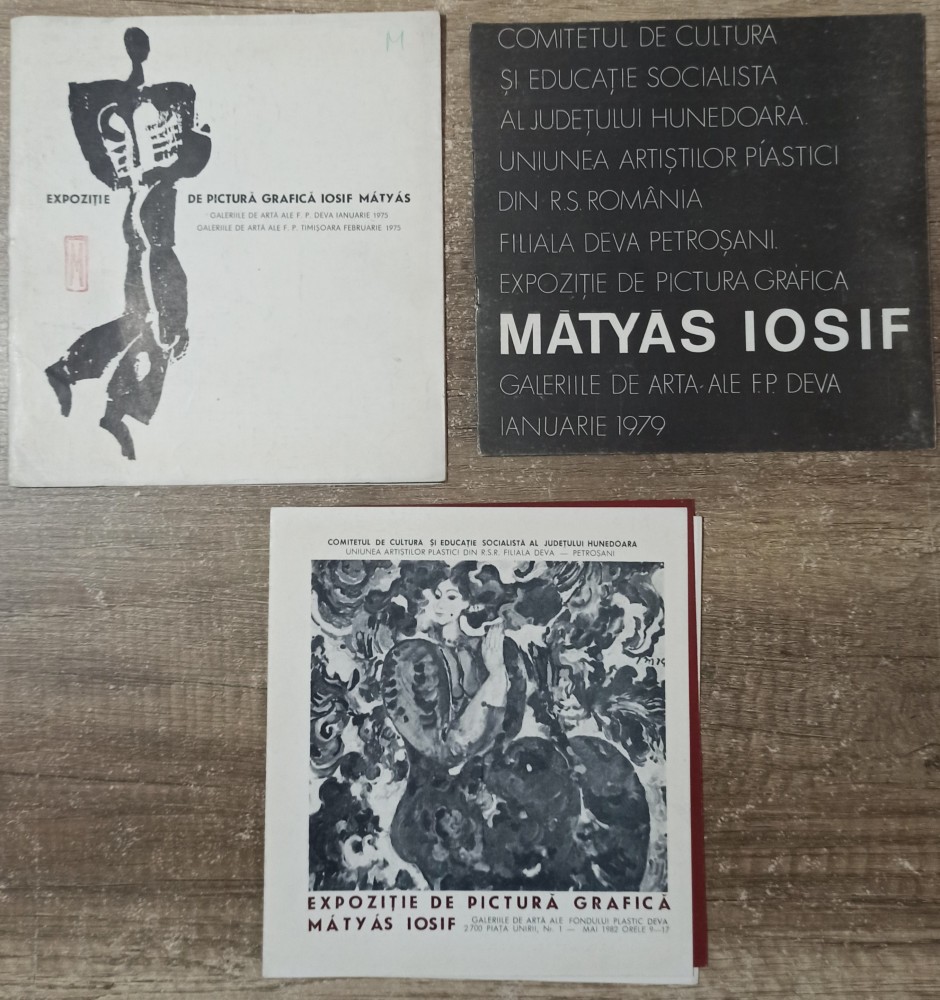 M
EXPOZIȚIE DE PICTURĂ GRAFICĂ IOSIF MÁTYÁS
GALERIILE DE ARTĂ ALE F. P. DEVA IANUARIE 1975
GALERIILE DE ARTĂ ALE F. P. TIMIȘOARA FEBRUARIE 1975
COMITETUL DE CULTURA
ȘI EDUCAȚIE SOCIALISTA
AL JUDEȚULUI HUNEDOARA.
UNIUNEA ARTIȘTILOR PLASTICI
DIN R.S. ROMÂNIA
FILIALA DEVA PETROȘANI.
EXPOZIȚIE DE PICTURA GRAFICA
MÁTYÁS IOSIF
GALERIILE DE ARTA ALE F.P. DEVA
IANUARIE 1979
COMITETUL DE CULTURA ȘI EDUCAȚIE SOCIALISTA AL JUDEȚULUI HUNEDOARA
UNIUNEA ARTIȘTILOR PLASTICI DIN R.S.R. FILIALA DEVA — PETROȘANI
EXPOZIȚIE DE PICTURĂ GRAFICĂ
MÁTYÁS IOSIF
GALERIILE DE ARTĂ ALE FONDULUI PLASTIC DEVA
2700 PIAȚA UNIRII, Nr. 1 — MAI 1982 ORELE 9—17